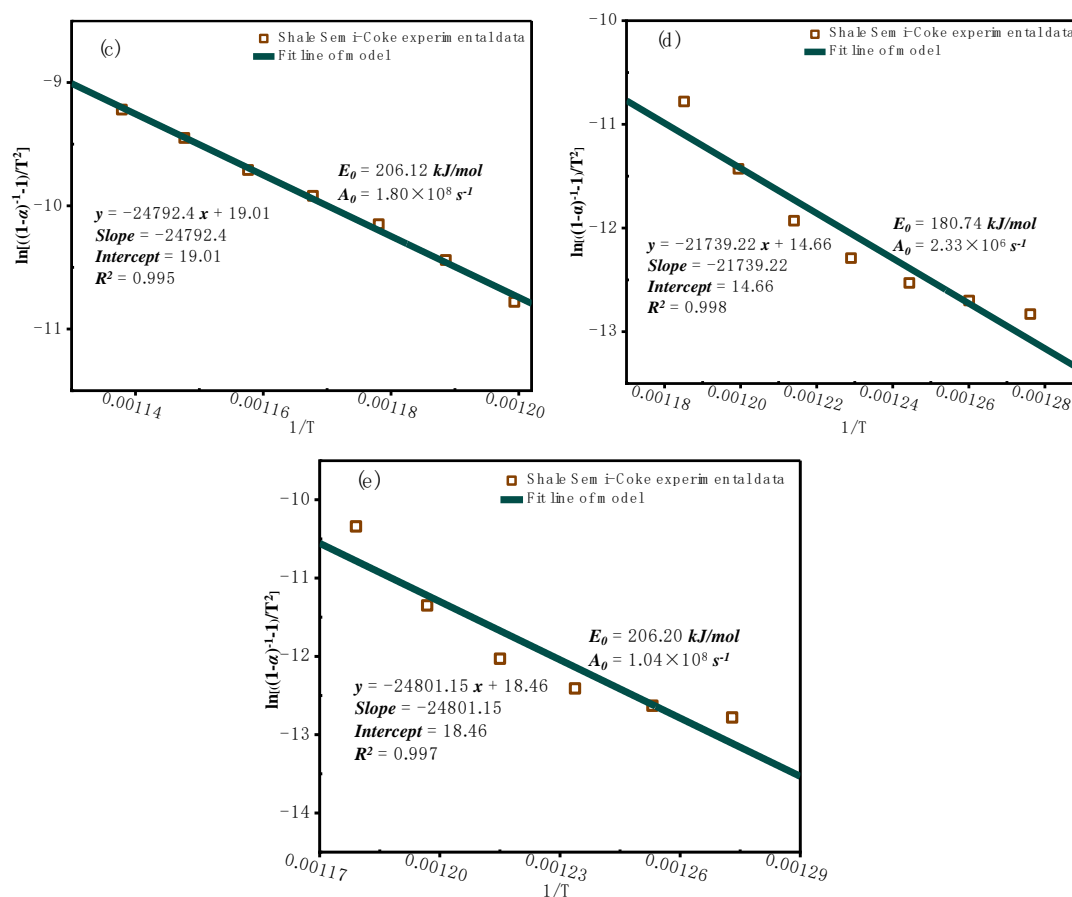 (c)
Shale Semi-Coke experimental data
Fit line of model
-9
-10
-11
ln[((1-α)⁻¹-1)/T²]
E₀ = 206.12 kJ/mol
A₀ = 1.80×10⁸ s⁻¹
y = -24792.4 x + 19.01
Slope = -24792.4
Intercept = 19.01
R² = 0.995
0.00114
0.00116
0.00118
0.00120
1/T
(d)
Shale Semi-Coke experimental data
Fit line of model
-10
-11
-12
-13
ln[((1-α)⁻¹-1)/T²]
E₀ = 180.74 kJ/mol
A₀ = 2.33×10⁶ s⁻¹
y = -21739.22 x + 14.66
Slope = -21739.22
Intercept = 14.66
R² = 0.998
0.00118
0.00120
0.00122
0.00124
0.00126
0.00128
1/T
(e)
Shale Semi-Coke experimental data
Fit line of model
-10
-11
-12
-13
-14
ln[((1-α)⁻¹-1)/T²]
E₀ = 206.20 kJ/mol
A₀ = 1.04×10⁸ s⁻¹
y = -24801.15 x + 18.46
Slope = -24801.15
Intercept = 18.46
R² = 0.997
0.00117
0.00120
0.00123
0.00126
0.00129
1/T